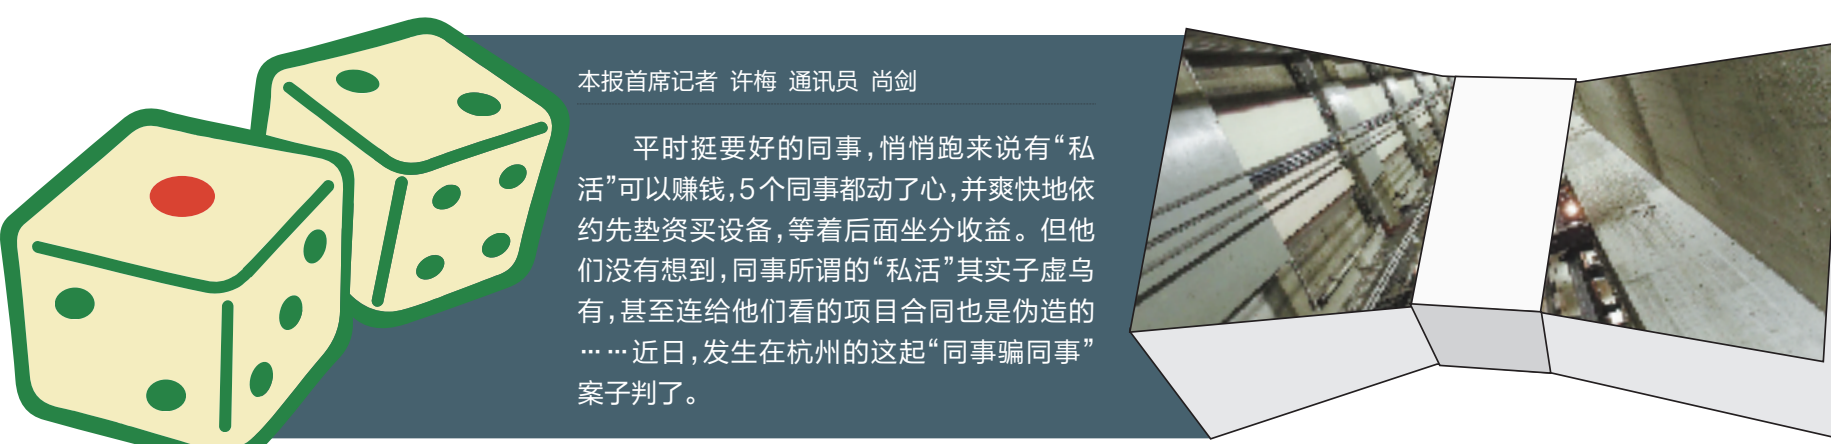 本报首席记者 许梅 通讯员 尚剑
平时挺要好的同事，悄悄跑来说有“私
活”可以赚钱，5个同事都动了心，并爽快地依
约先垫资买设备，等着后面坐分收益。但他
们没有想到，同事所谓的“私活”其实子虚乌
有，甚至连给他们看的项目合同也是伪造的
……近日，发生在杭州的这起“同事骗同事”
案子判了。